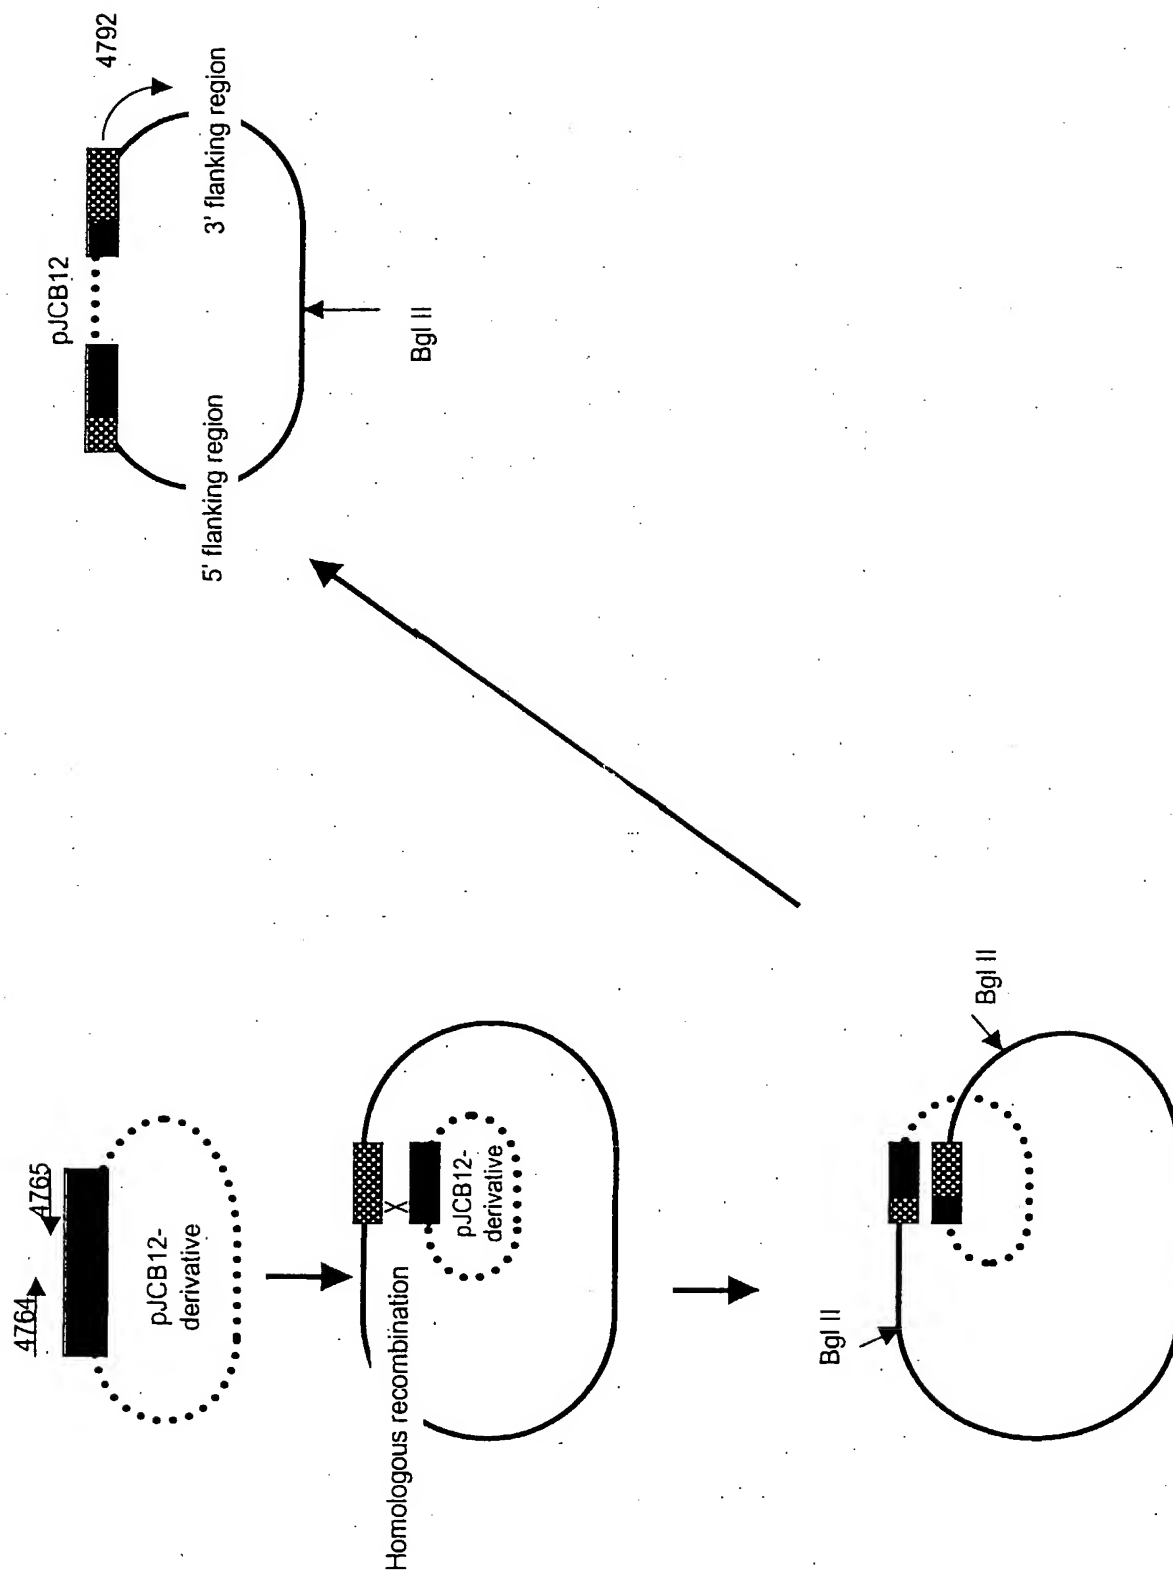 4764
4765
pJCB12-
derivative
Homologous recombination
X
pJCB12-
derivative
Bgl II
Bgl II
pJCB12
4792
5' flanking region
3' flanking region
Bgl II